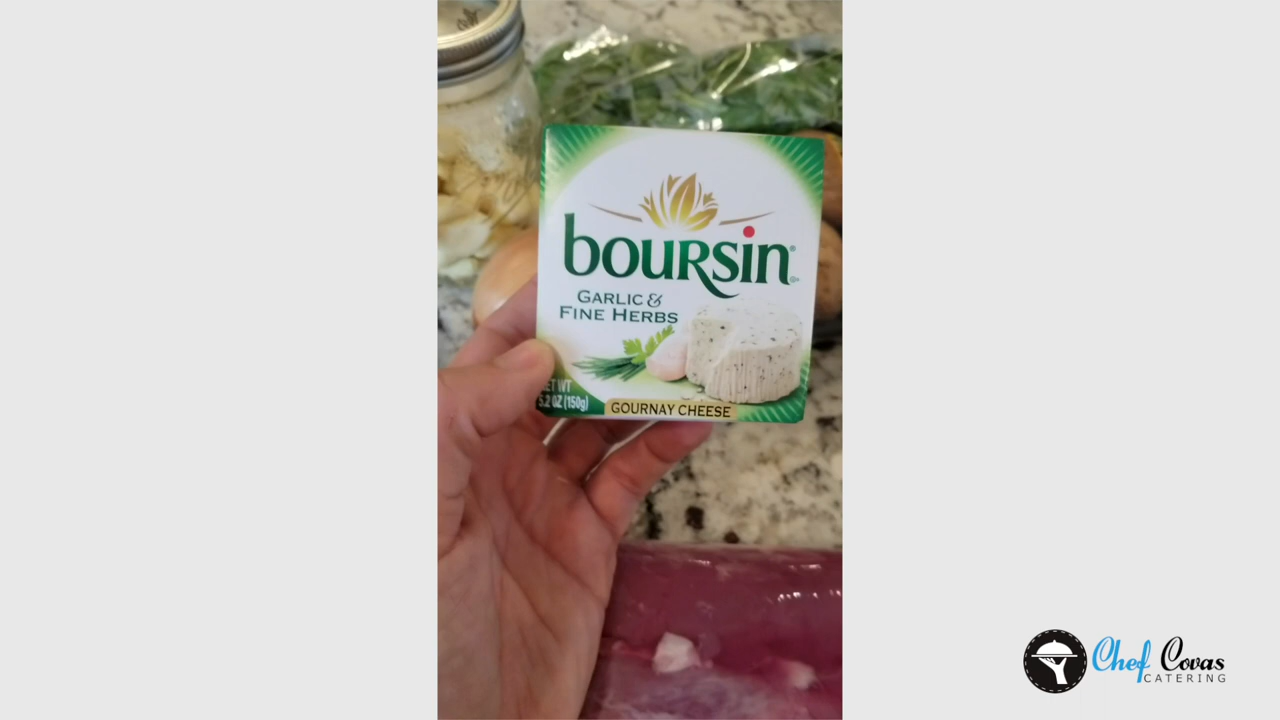 boursin
GARLIC &
FINE HERBS
NET WT
5.2 OZ (150g)
GOURNAY CHEESE
Chef Covas
CATERING